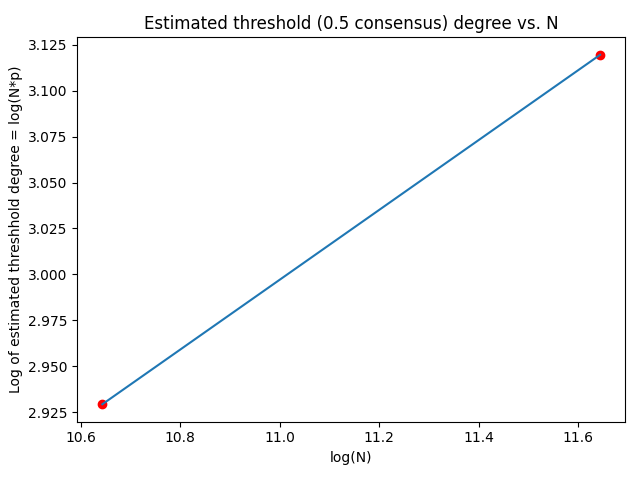 Estimated threshold (0.5 consensus) degree vs. N
Log of estimated threshhold degree = log(N*p)
3.125
3.100
3.075
3.050
3.025
3.000
2.975
2.950
2.925
10.6 10.8 11.0 11.2 11.4 11.6
log(N)